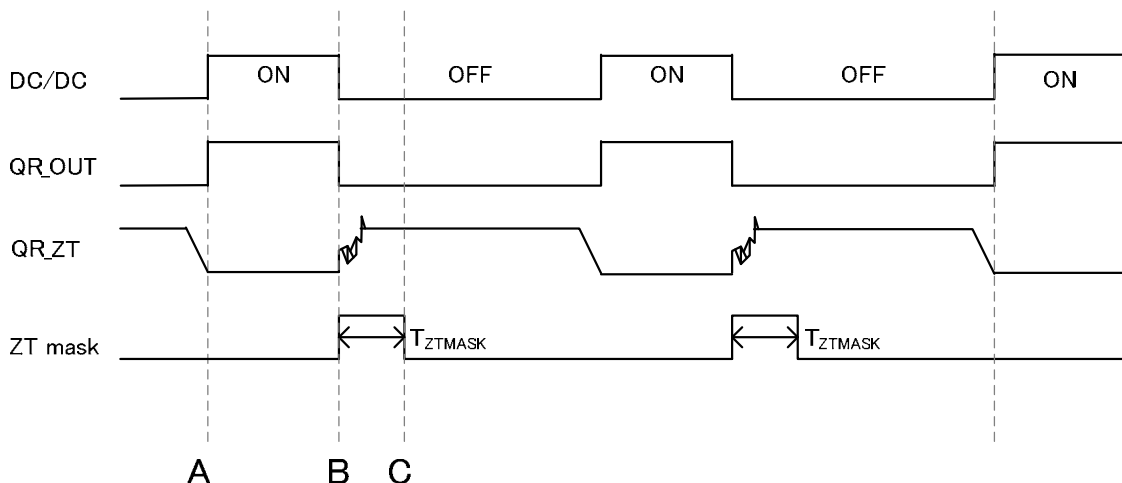 DC/DC
ON
OFF
ON
OFF
ON
QR_OUT
QR_ZT
ZT mask
TZTMASK
TZTMASK
A
B
C